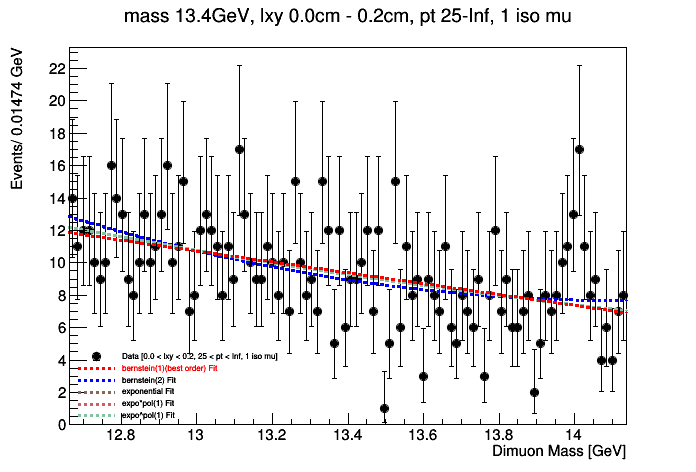 mass 13.4GeV, lxy 0.0cm - 0.2cm, pt 25-Inf, 1 iso mu
Events/ 0.01474 GeV
22
20
18
16
14
12
10
8
6
4
2
0
Data [0.0 < lxy < 0.2, 25 < pt < Inf, 1 iso mu]
bernstein(1)(best order) Fit
bernstein(2) Fit
exponential Fit
expo*pol(1) Fit
expo^pol(1) Fit
12.8 13 13.2 13.4 13.6 13.8 14
Dimuon Mass [GeV]